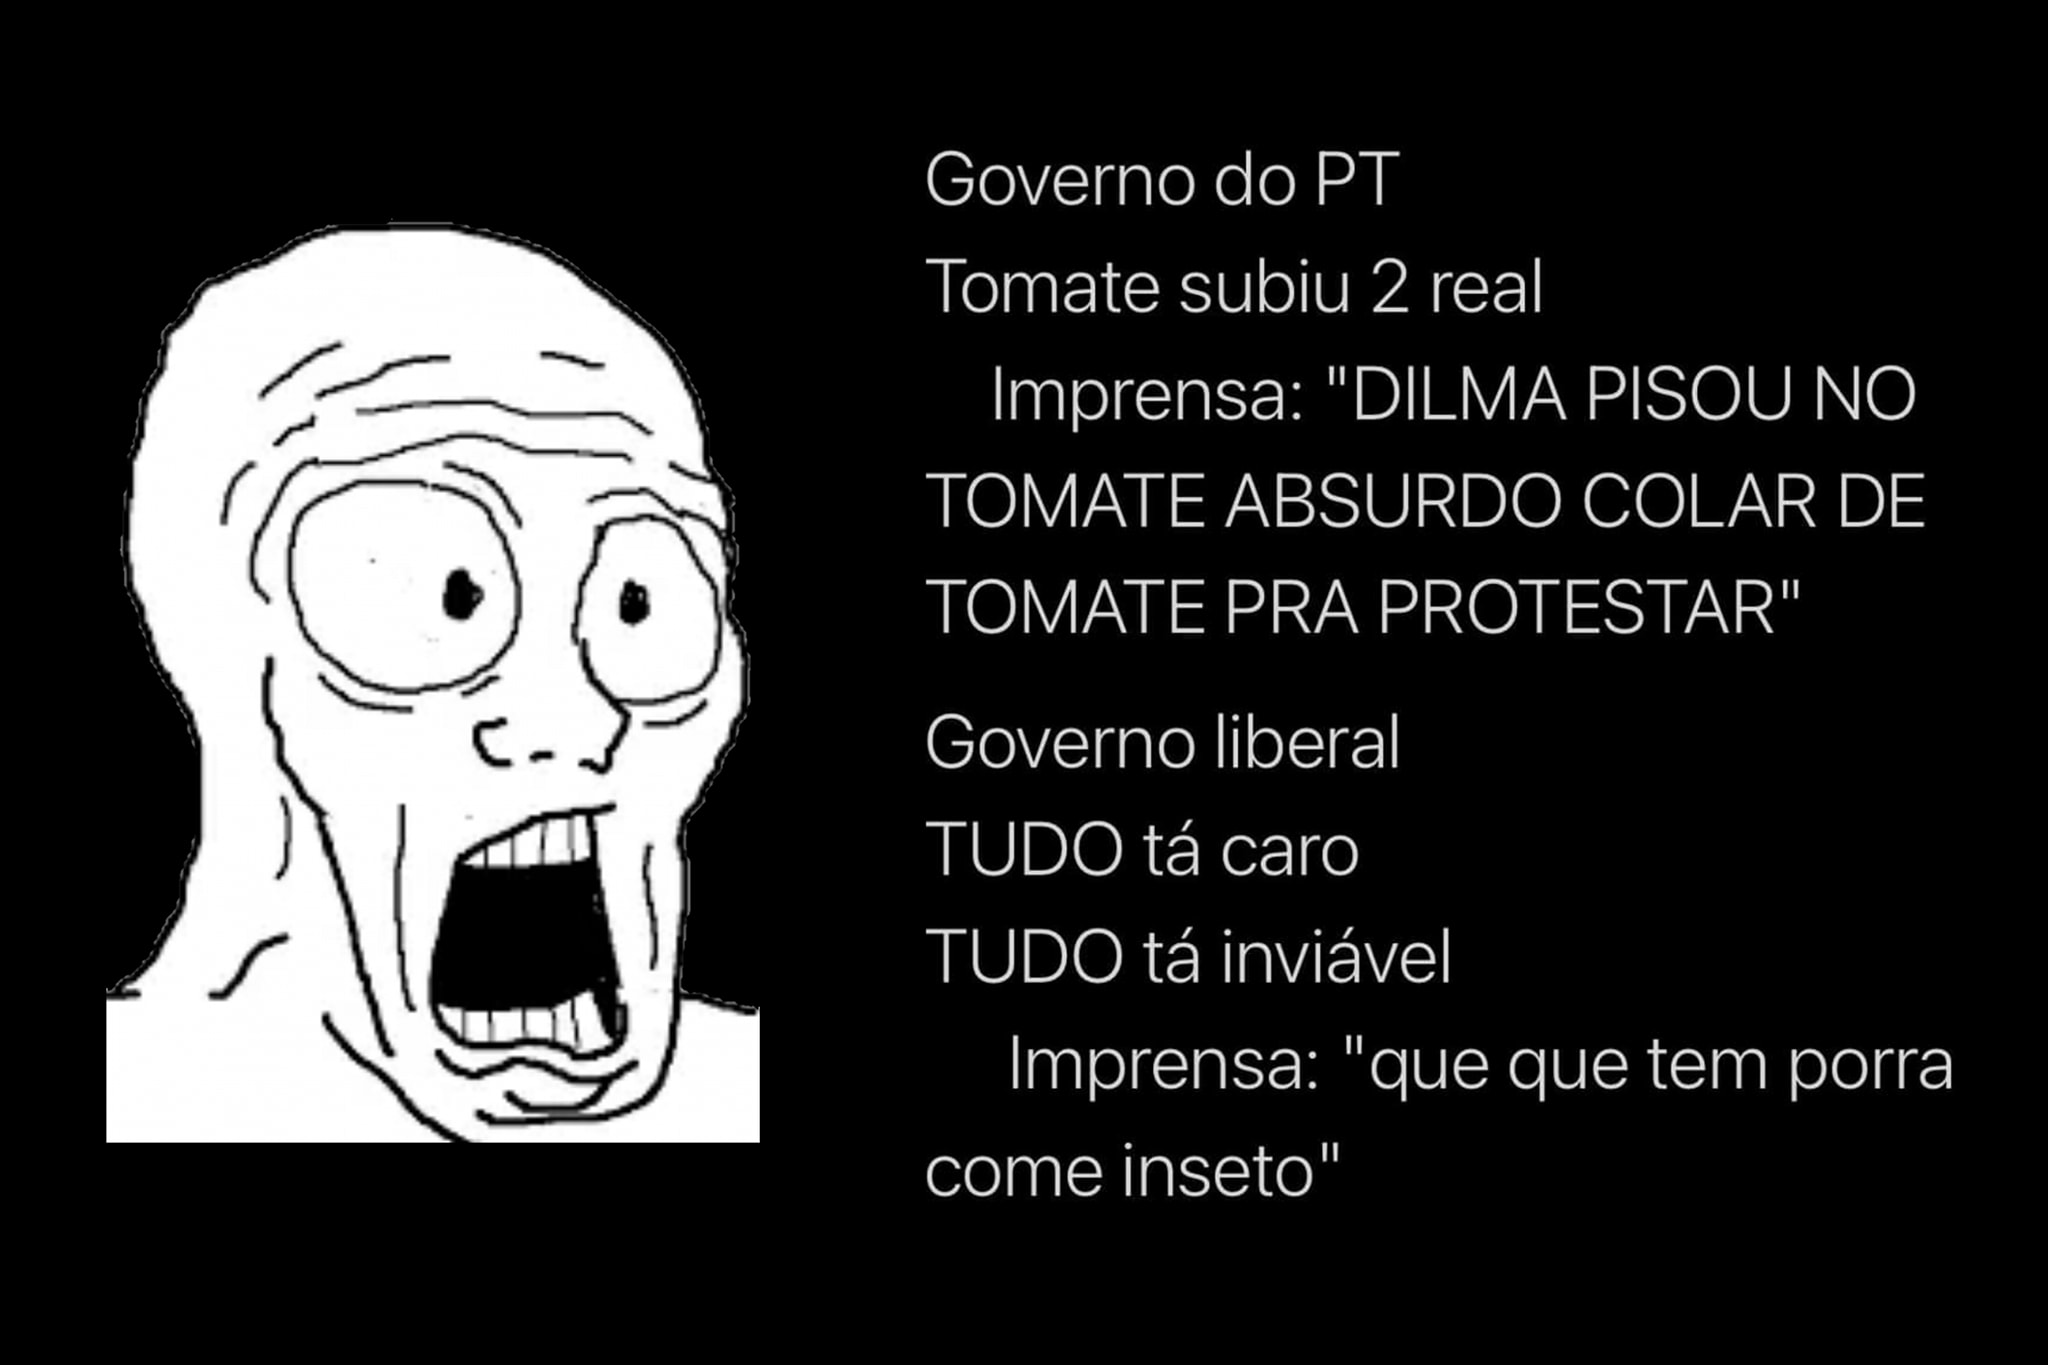 Governo do PT
Tomate subiu 2 real
Imprensa: "DILMA PISOU NO
TOMATE ABSURDO COLAR DE
TOMATE PRA PROTESTAR"
Governo liberal
TUDO tá caro
TUDO tá inviável
Imprensa: "que que tem porra
come inseto"